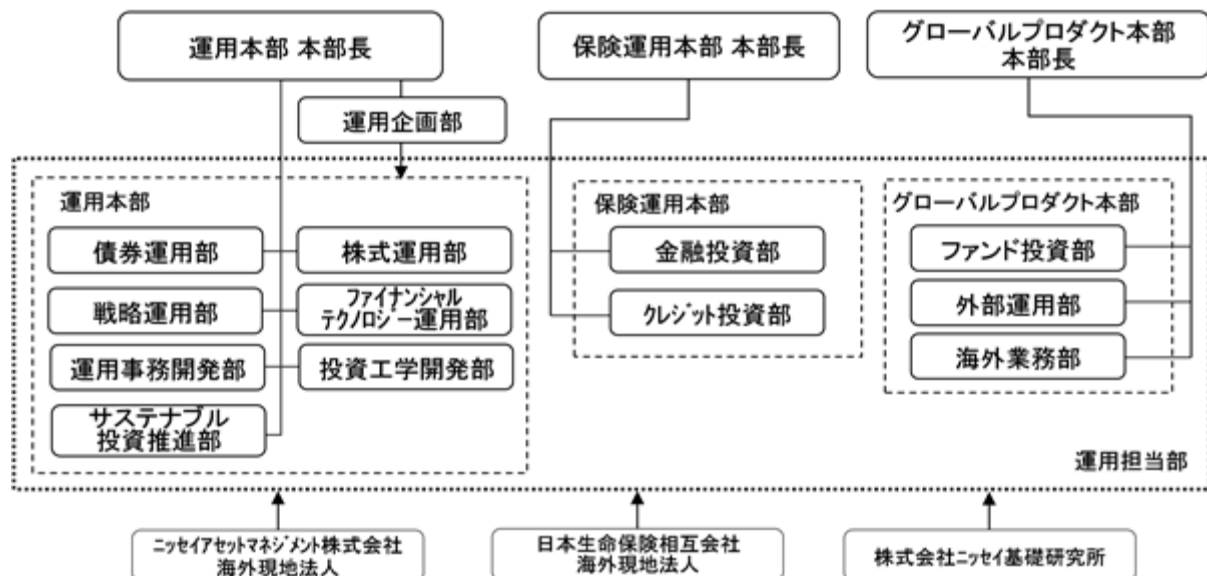 運用本部 本部長
保険運用本部 本部長
グローバルプロダクト本部
本部長
運用企画部
運用本部
債券運用部
株式運用部
戦略運用部
ファイナンシャル
テクノロジー運用部
運用事務開発部
投資工学開発部
サステナブル
投資推進部
保険運用本部
金融投資部
クレジット投資部
グローバルプロダクト本部
ファンド投資部
外部運用部
海外業務部
運用担当部
ニッセイアセットマネジメント株式会社
海外現地法人
日本生命保険相互会社
海外現地法人
株式会社ニッセイ基礎研究所